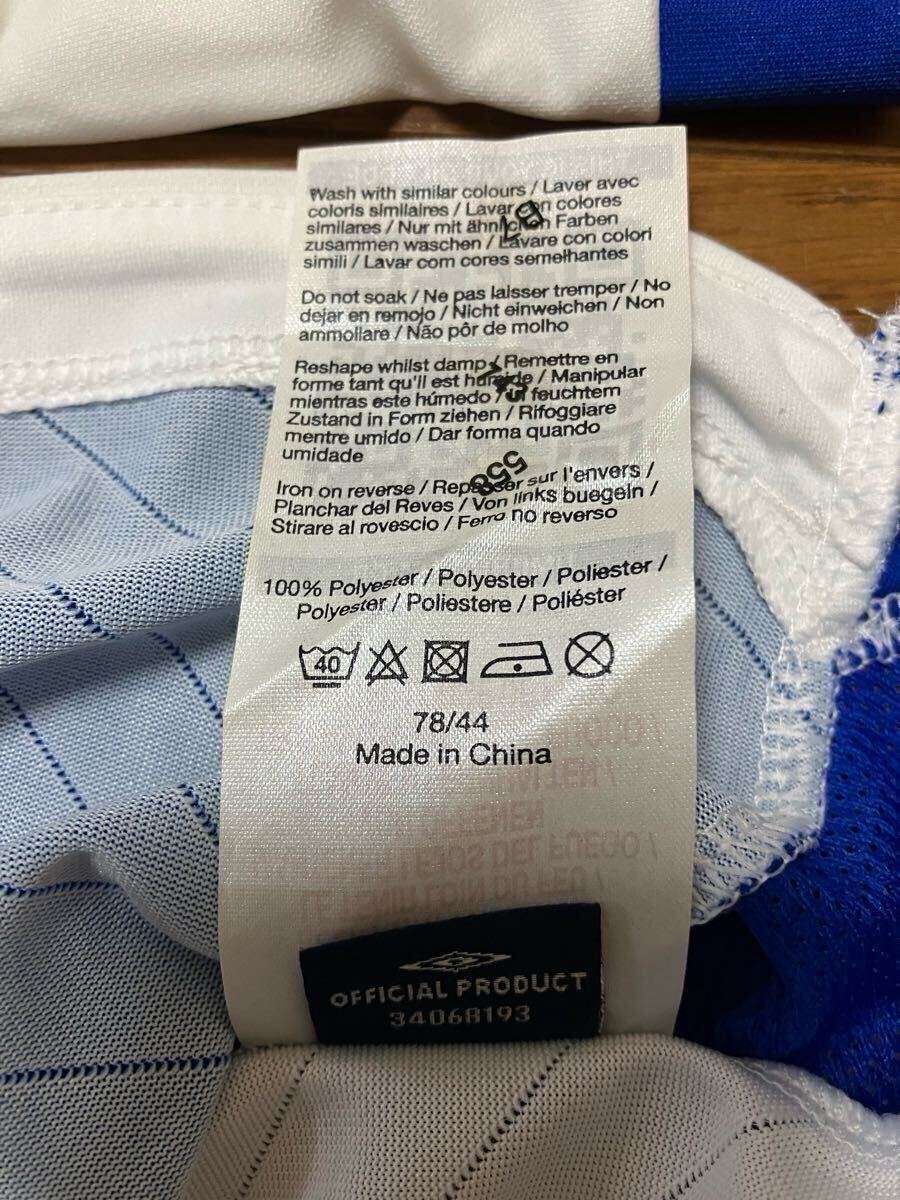 Wash with similar colours / Laver avec
coloris similaires / Lavar con colores
similares / Nur mit ähnlichen Farben
zusammen waschen / Lavare con colori
simili / Lavar com cores semelhantes
Do not soak / Ne pas laisser tremper / No
dejar en remojo / Nicht einweichen / Non
ammollare / Não pôr de molho
Reshape whilst damp / Remettre en
forme tant qu'il est humide / Manipular
mientras este húmedo / feuchtem
Zustand in Form ziehen / Rifoggiare
mentre umido / Dar forma quando
umidade
558
Iron on reverse / Repasser sur l'envers /
Planchar del Reves / Von links buegeln /
Stirare al rovescio / Ferro no reverso
100% Polyester / Polyester / Poliester /
Polyester / Poliestere / Poliéster
40
78/44
Made in China
OFFICIAL PRODUCT
34068193